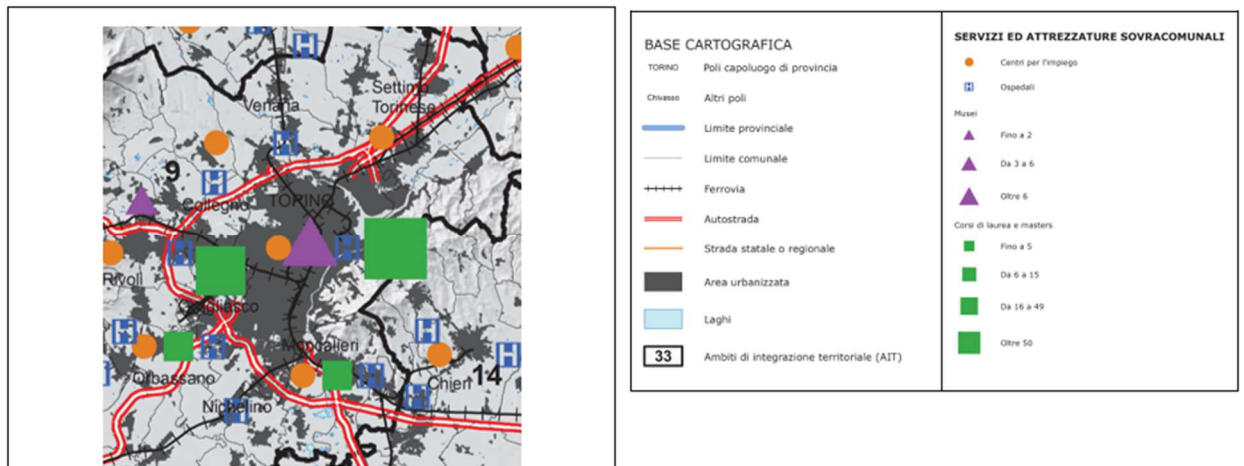 Venaria
Settimo
Torinese
9
Collegno
TORINO
Rivoli
Grugliasco
Moncalieri
Orbassano
Chieri
14
Nichelino
BASE CARTOGRAFICA
TORINO Poli capoluogo di provincia
Chivasso Altri poli
Limite provinciale
Limite comunale
Ferrovia
Autostrada
Strada statale o regionale
Area urbanizzata
Laghi
33 Ambiti di integrazione territoriale (AIT)
SERVIZI ED ATTREZZATURE SOVRACOMUNALI
Centri per l'impiego
H Ospedali
Musei
Fino a 2
Da 3 a 6
Oltre 6
Corsi di laurea e masters
Fino a 5
Da 6 a 15
Da 16 a 49
Oltre 50